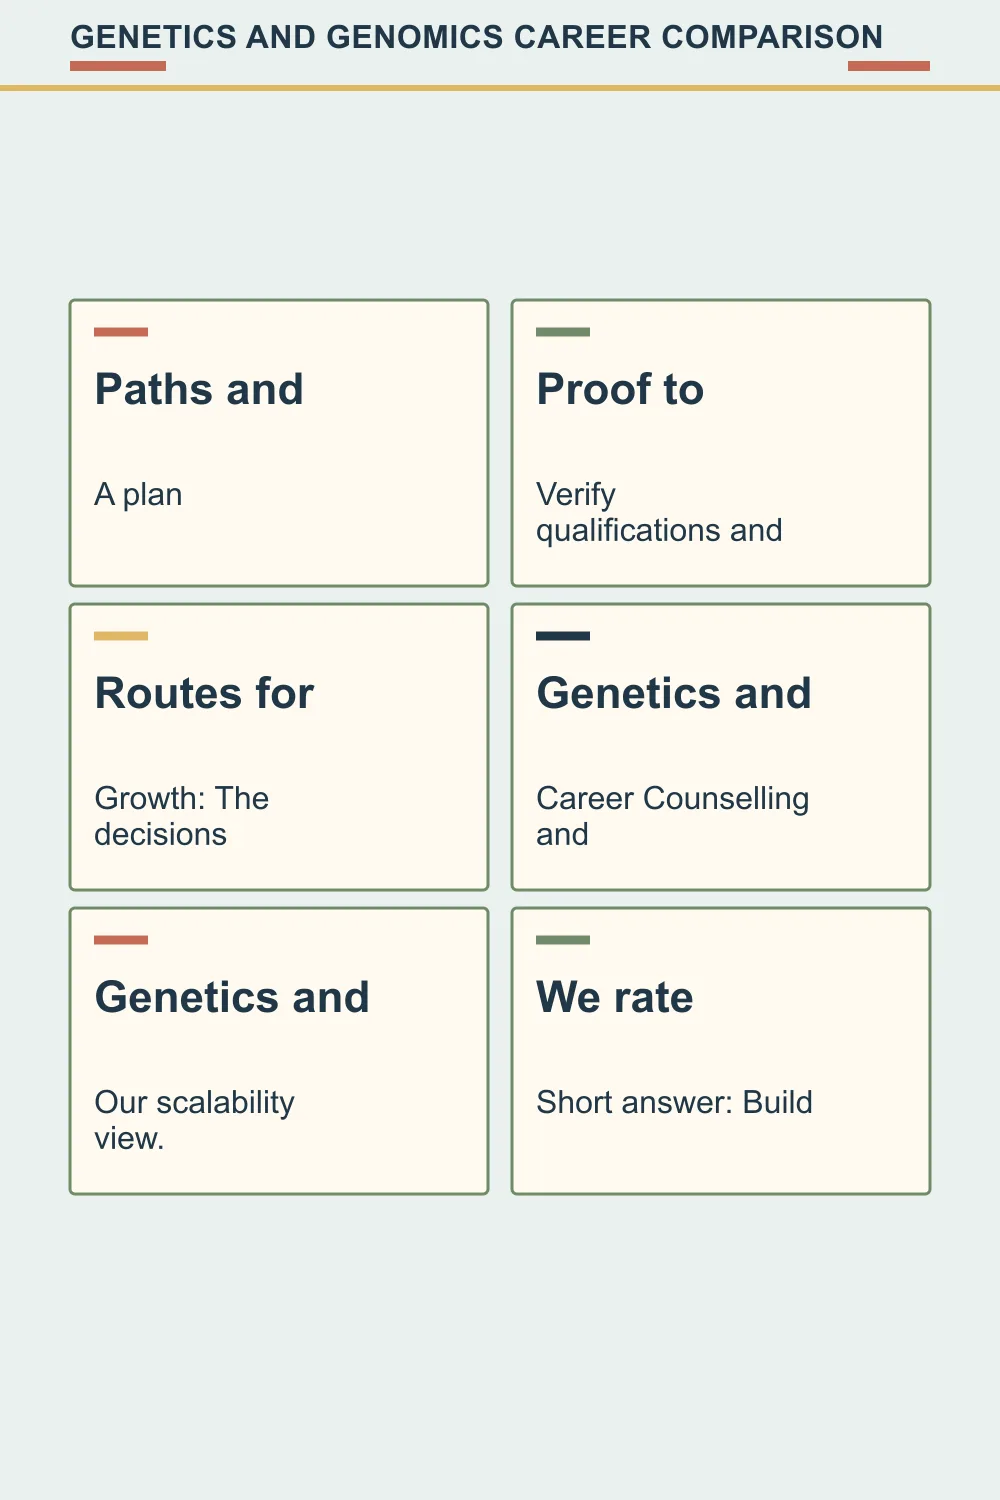 GENETICS AND GENOMICS CAREER COMPARISON
Paths and
A plan
Proof to
Verify
qualifications and
Routes for
Growth: The
decisions
Genetics and
Career Counselling
and
Genetics and
Our scalability
view.
We rate
Short answer: Build